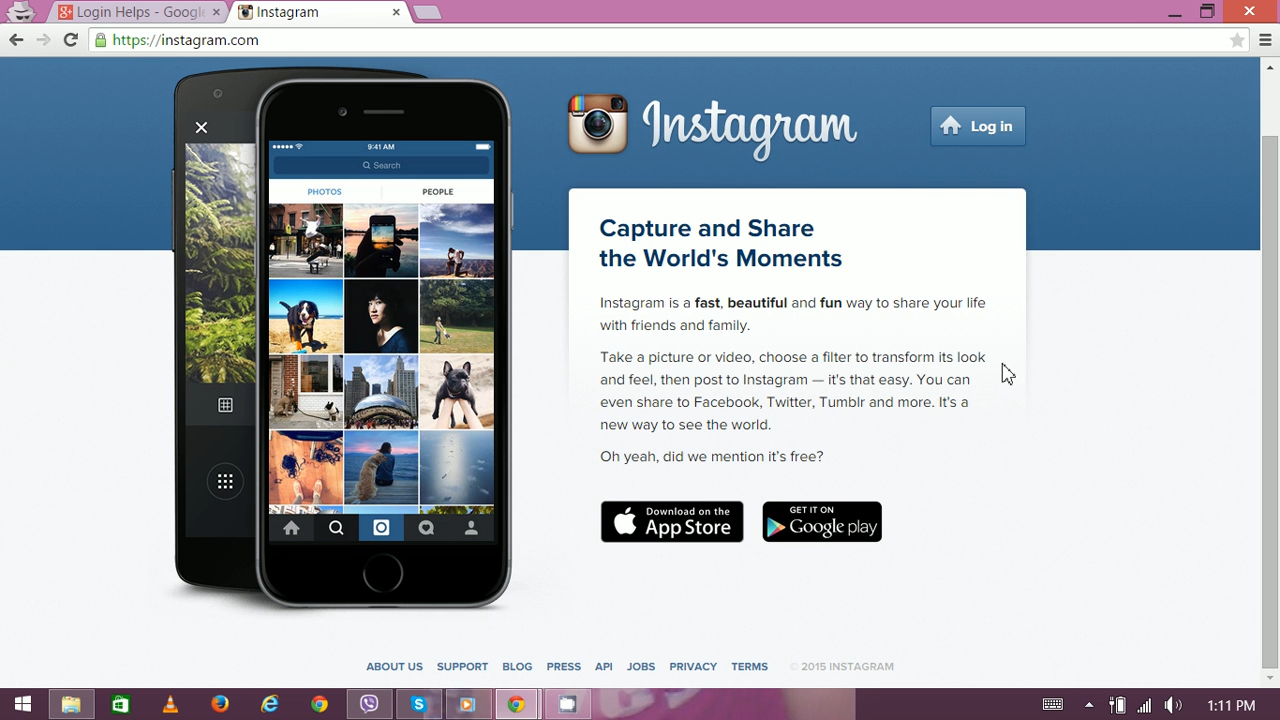 Login Helps - Google
Instagram
https://instagram.com
9:41 AM
Search
PHOTOS PEOPLE
Instagram
Log in
Capture and Share
the World's Moments
Instagram is a fast, beautiful and fun way to share your life
with friends and family.
Take a picture or video, choose a filter to transform its look
and feel, then post to Instagram — it's that easy. You can
even share to Facebook, Twitter, Tumblr and more. It's a
new way to see the world.
Oh yeah, did we mention it's free?
Download on the
App Store
GET IT ON
Google play
ABOUT US SUPPORT BLOG PRESS API JOBS PRIVACY TERMS © 2015 INSTAGRAM
1:11 PM